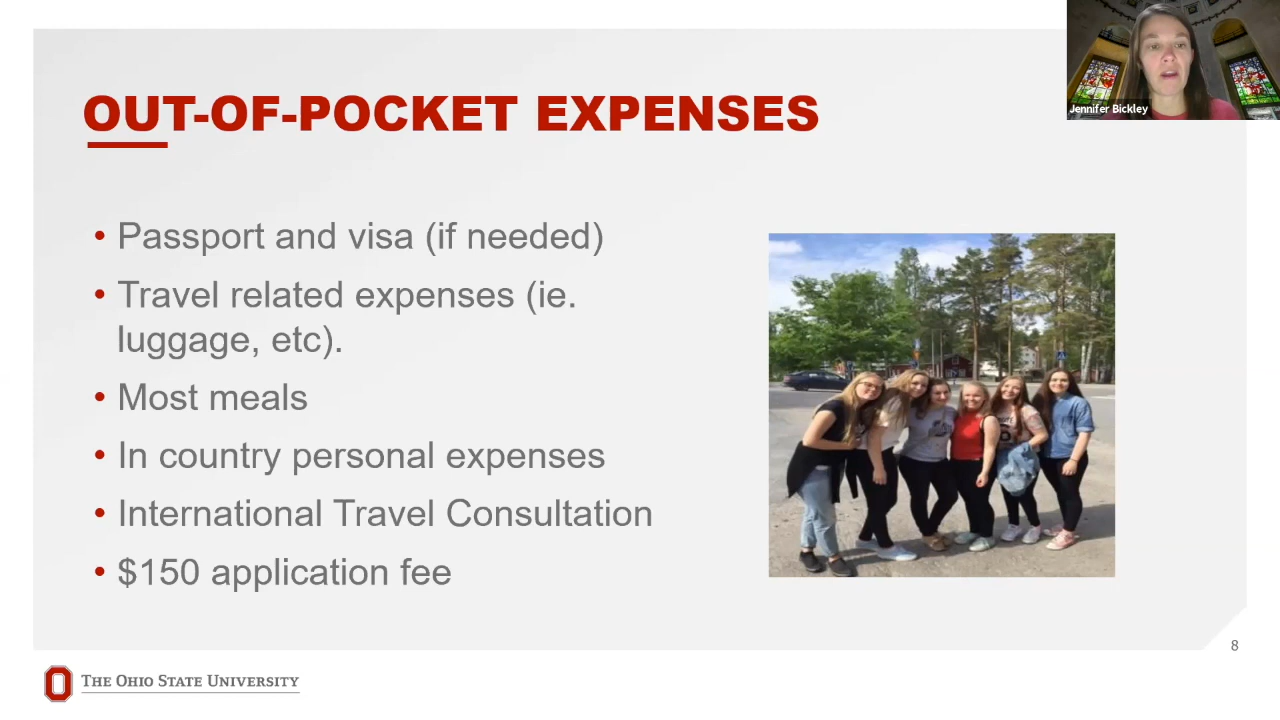 Jennifer Bickley
OUT-OF-POCKET EXPENSES
• Passport and visa (if needed)
• Travel related expenses (ie.
luggage, etc).
• Most meals
• In country personal expenses
• International Travel Consultation
• $150 application fee
8
THE OHIO STATE UNIVERSITY